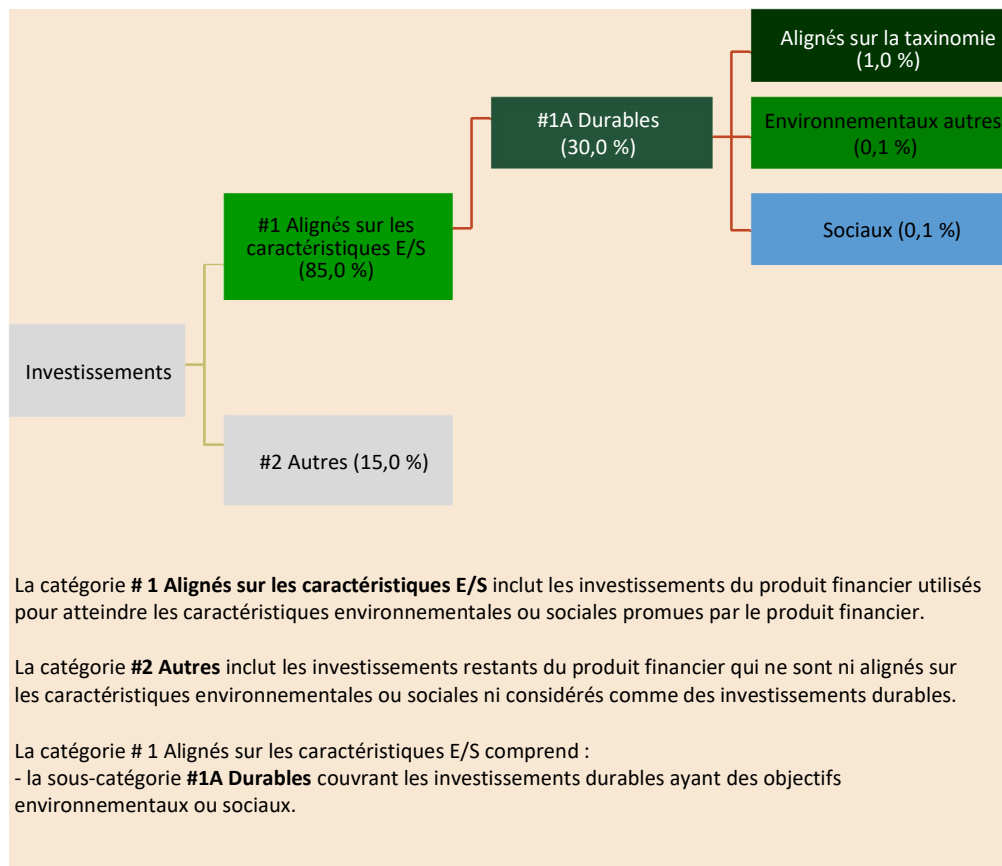 Alignés sur la taxinomie
(1,0 %)
#1A Durables
(30,0 %)
Environnementaux autres
(0,1 %)
#1 Alignés sur les
caractéristiques E/S
(85,0 %)
Sociaux (0,1 %)
Investissements
#2 Autres (15,0 %)
La catégorie # 1 Alignés sur les caractéristiques E/S inclut les investissements du produit financier utilisés
pour atteindre les caractéristiques environnementales ou sociales promues par le produit financier.
La catégorie #2 Autres inclut les investissements restants du produit financier qui ne sont ni alignés sur
les caractéristiques environnementales ou sociales ni considérés comme des investissements durables.
La catégorie # 1 Alignés sur les caractéristiques E/S comprend :
- la sous-catégorie #1A Durables couvrant les investissements durables ayant des objectifs
environnementaux ou sociaux.